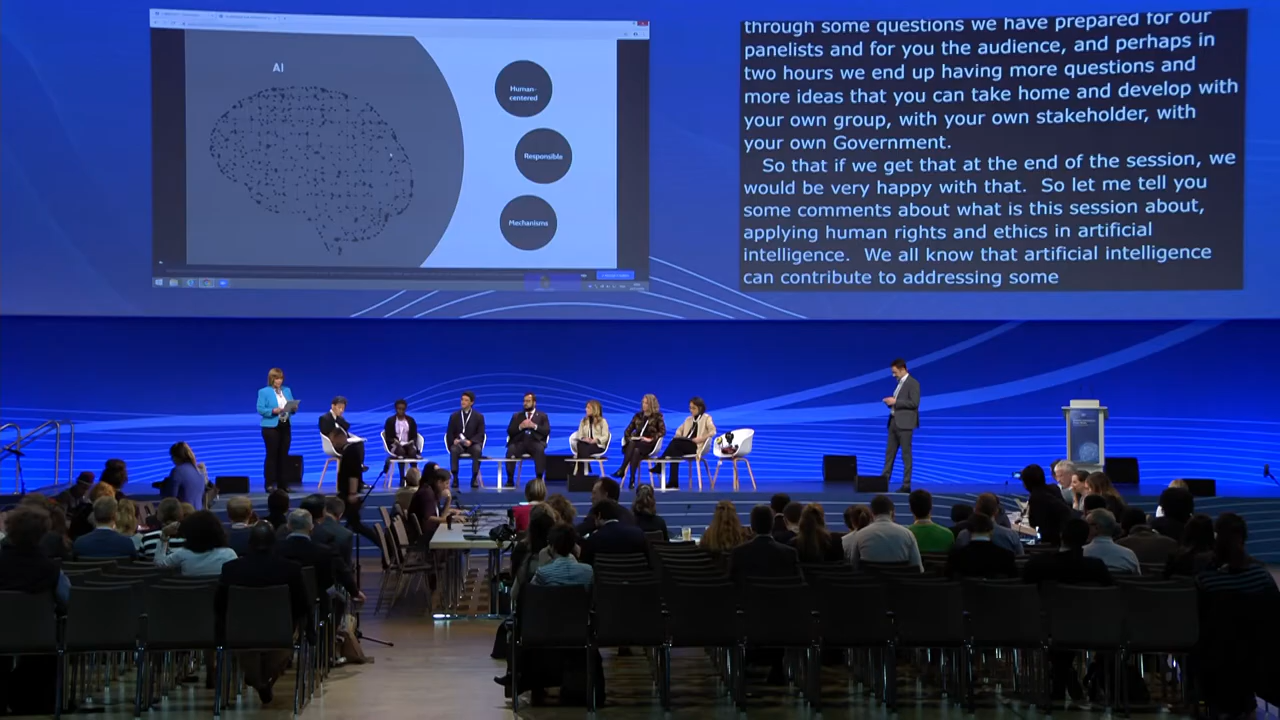 AI
Human-
centered
Responsible
Mechanisms
through some questions we have prepared for our
panelists and for you the audience, and perhaps in
two hours we end up having more questions and
more ideas that you can take home and develop with
your own group, with your own stakeholder, with
your own Government.
So that if we get that at the end of the session, we
would be very happy with that. So let me tell you
some comments about what is this session about,
applying human rights and ethics in artificial
intelligence. We all know that artificial intelligence
can contribute to addressing some